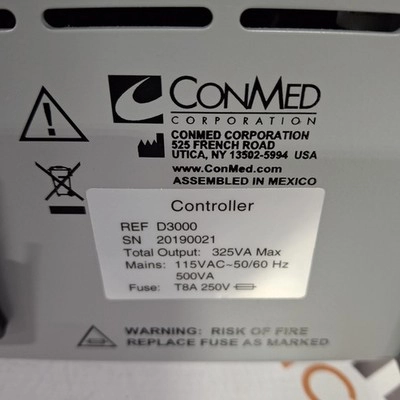 CONMED
CORPORATION
CONMED CORPORATION
525 FRENCH ROAD
UTICA, NY 13502-5994 USA
www.ConMed.com
ASSEMBLED IN MEXICO
Controller
REF D3000
SN 20190021
Total Output: 325VA Max
Mains: 115VAC~50/60 Hz
500VA
Fuse: T8A 250V
WARNING: RISK OF FIRE
REPLACE FUSE AS MARKED